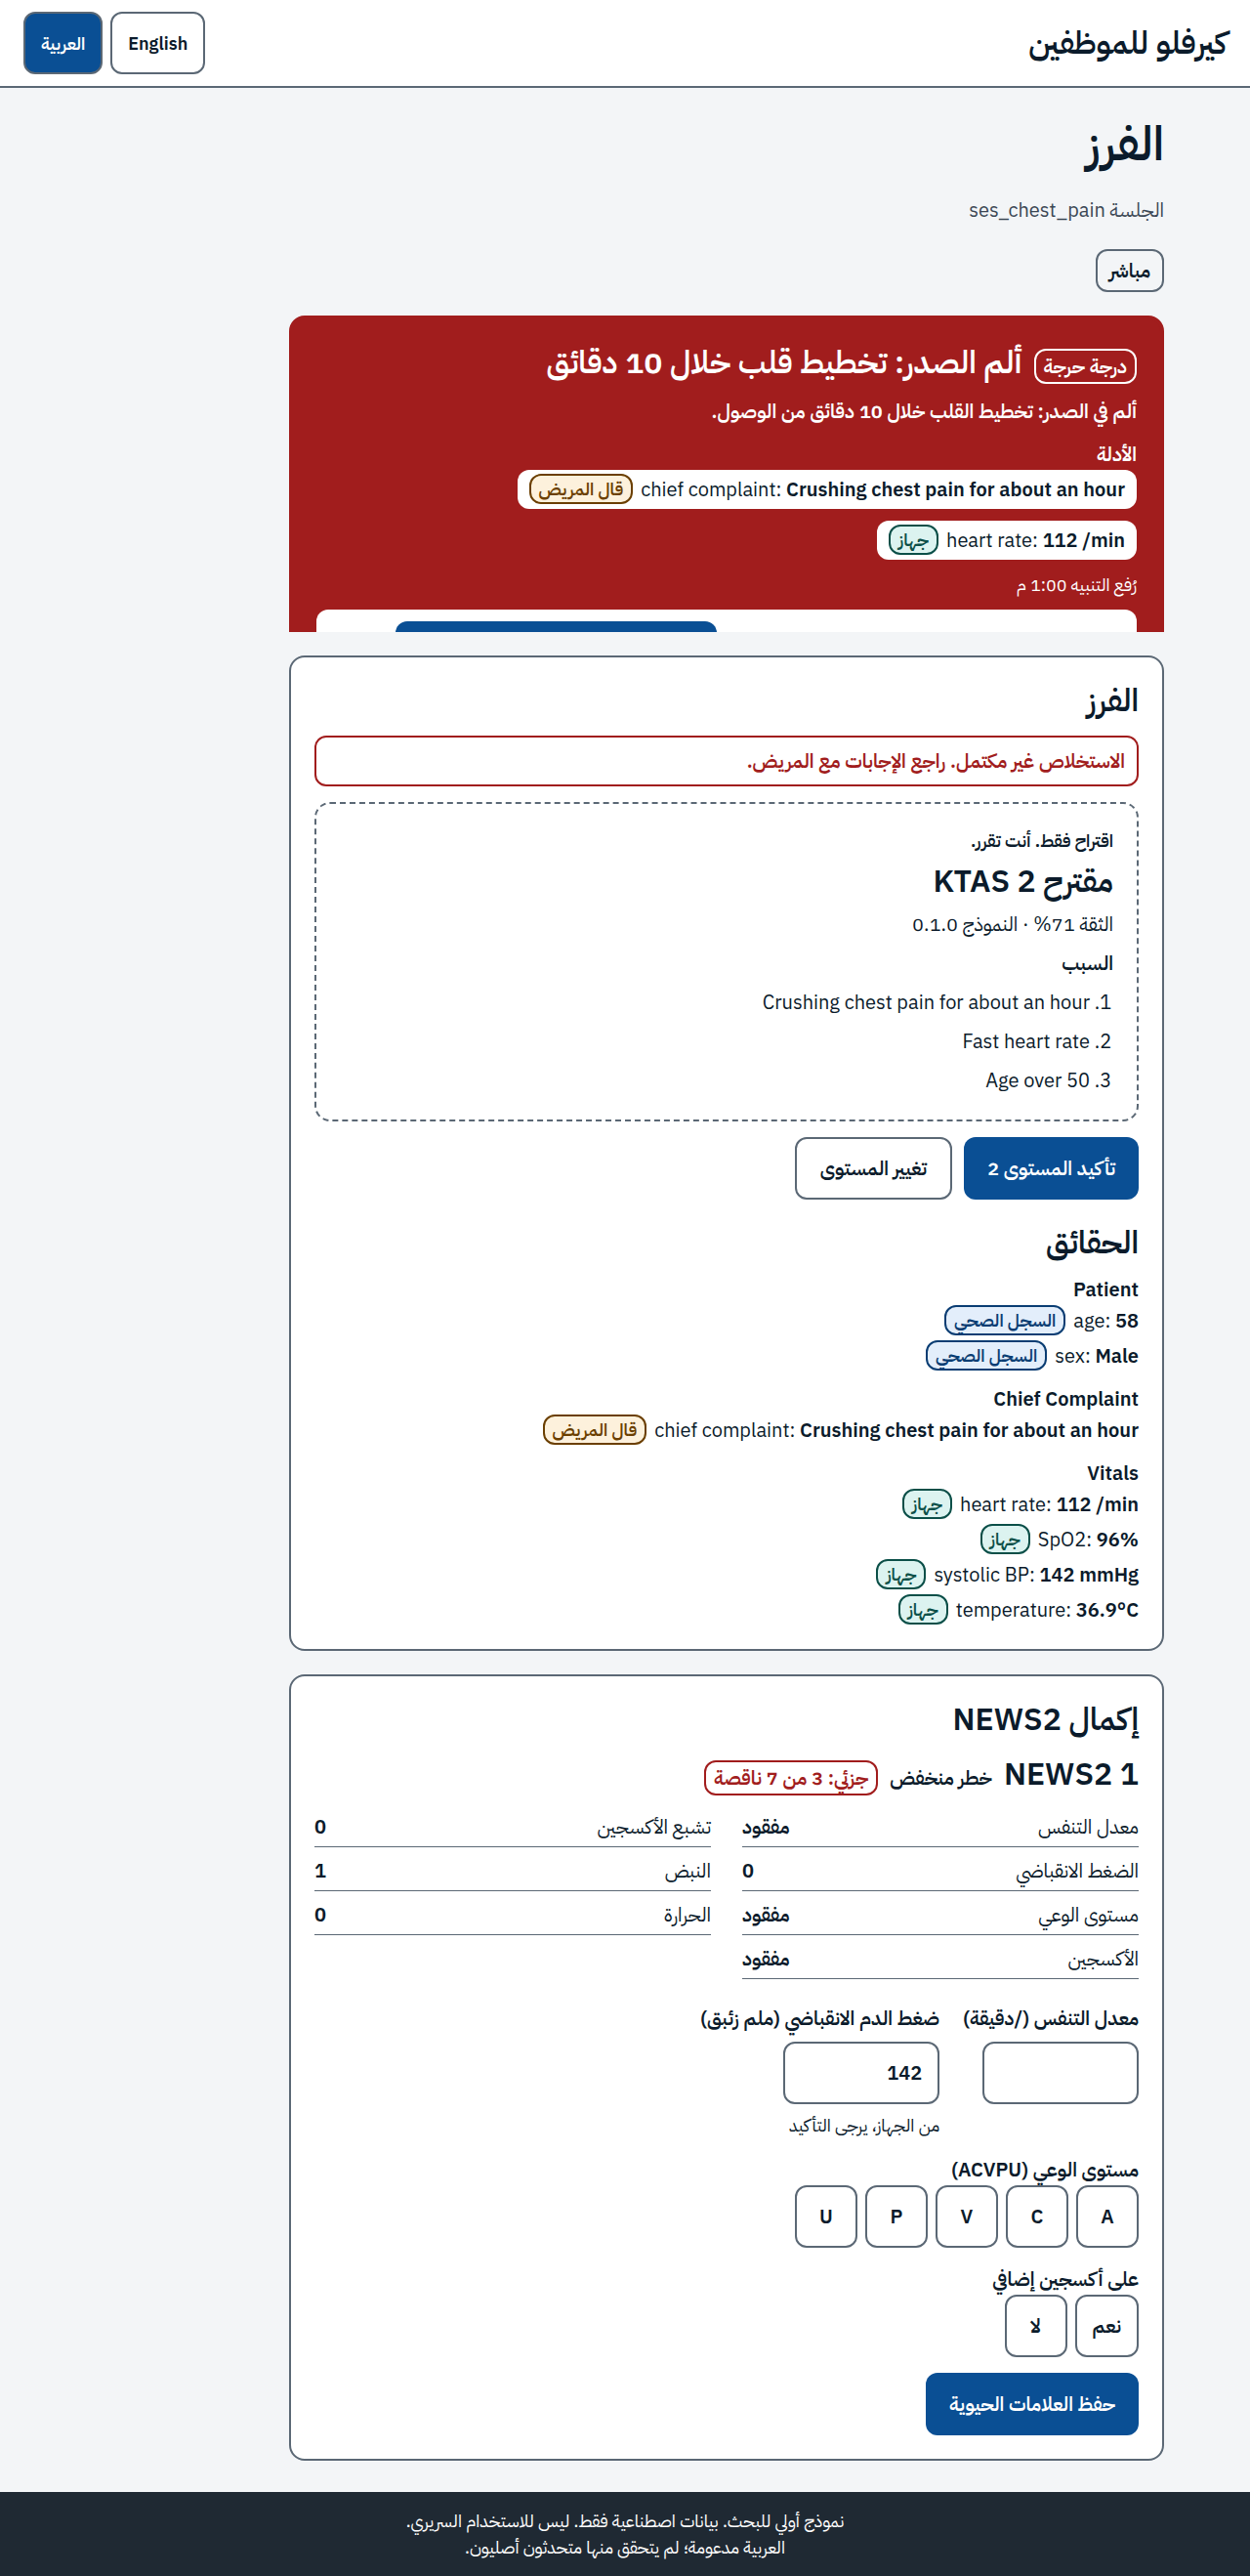 كيرفلو للموظفين
English
العربية
الفرز
الجلسة ses_chest_pain
مباشر
درجة حرجة ألم الصدر: تخطيط قلب خلال 10 دقائق
ألم في الصدر: تخطيط القلب خلال 10 دقائق من الوصول.
الأدلة
chief complaint: Crushing chest pain for about an hour قال المريض
heart rate: 112 /min جهاز
رُفع التنبيه 1:00 م
الفرز
الاستخلاص غير مكتمل. راجع الإجابات مع المريض.
اقتراح فقط. أنت تقرر.
مقترح KTAS 2
الثقة 71% · النموذج 0.1.0
السبب
1. Crushing chest pain for about an hour
2. Fast heart rate
3. Age over 50
تأكيد المستوى 2
تغيير المستوى
الحقائق
Patient
age: 58 السجل الصحي
sex: Male السجل الصحي
Chief Complaint
chief complaint: Crushing chest pain for about an hour قال المريض
Vitals
heart rate: 112 /min جهاز
SpO2: 96% جهاز
systolic BP: 142 mmHg جهاز
temperature: 36.9°C جهاز
إكمال NEWS2
NEWS2 1 خطر منخفض جزئي: 3 من 7 ناقصة
معدل التنفس مفقود
تشبع الأكسجين 0
الضغط الانقباضي 0
النبض 1
مستوى الوعي مفقود
الحرارة 0
الأكسجين مفقود
معدل التنفس (/دقيقة)
ضغط الدم الانقباضي (ملم زئبق)
142
من الجهاز، يرجى التأكيد
مستوى الوعي (ACVPU)
A C V P U
على أكسجين إضافي
نعم لا
حفظ العلامات الحيوية
نموذج أولي للبحث. بيانات اصطناعية فقط. ليس للاستخدام السريري.
العربية مدعومة؛ لم يتحقق منها متحدثون أصليون.